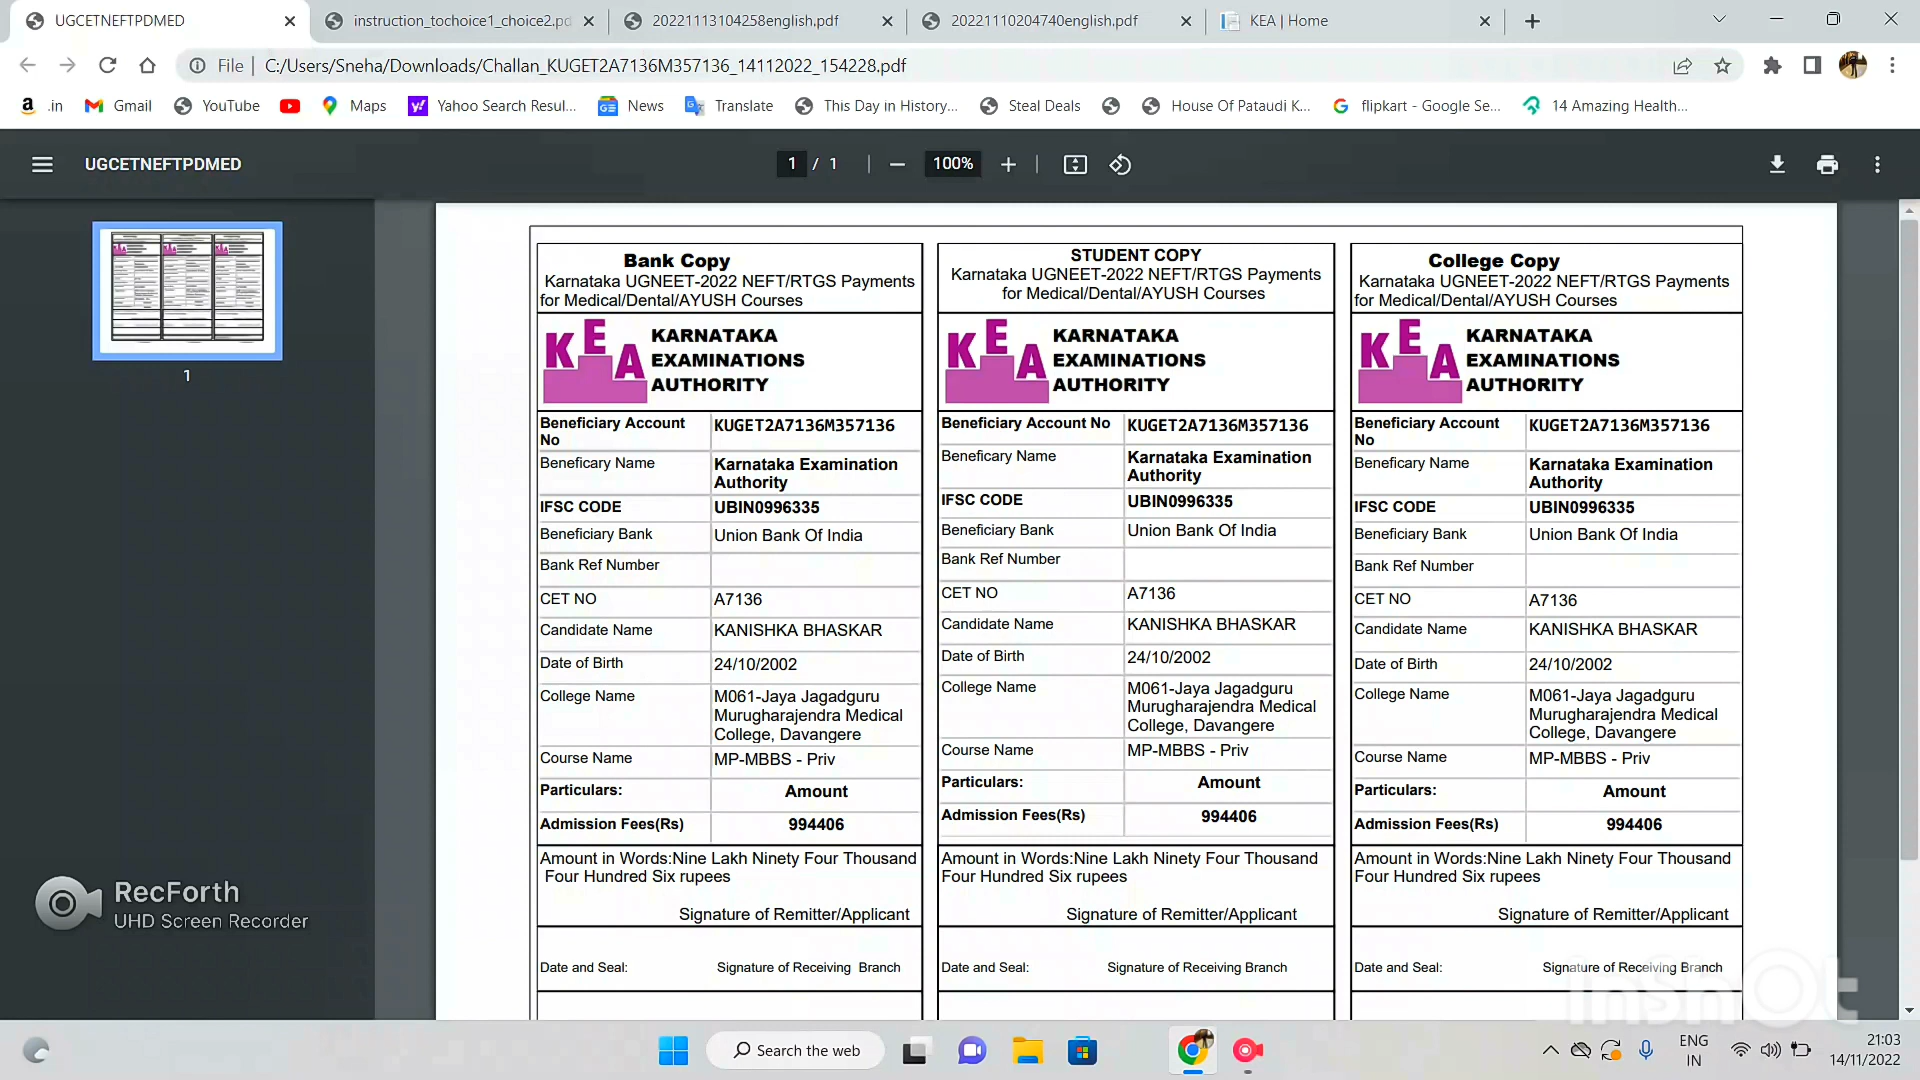 UGCETNEFTPDMED
instruction_tochoice1_choice2.pd
20221113104258english.pdf
20221110204740english.pdf
KEA | Home
File | C:/Users/Sneha/Downloads/Challan_KUGET2A7136M357136_14112022_154228.pdf
.in
Gmail
YouTube
Maps
Yahoo Search Resul...
News
Translate
This Day in History...
Steal Deals
House Of Pataudi K...
flipkart - Google Se...
14 Amazing Health...
UGCETNEFTPDMED
1 / 1
100%
1
Bank Copy
Karnataka UGNEET-2022 NEFT/RTGS Payments
for Medical/Dental/AYUSH Courses
KEA KARNATAKA
EXAMINATIONS
AUTHORITY
Beneficiary Account
No
KUGET2A7136M357136
Beneficary Name
Karnataka Examination
Authority
IFSC CODE
UBIN0996335
Beneficiary Bank
Union Bank Of India
Bank Ref Number
CET NO
A7136
Candidate Name
KANISHKA BHASKAR
Date of Birth
24/10/2002
College Name
M061-Jaya Jagadguru
Murugharajendra Medical
College, Davangere
Course Name
MP-MBBS - Priv
Particulars:
Amount
Admission Fees(Rs)
994406
Amount in Words:Nine Lakh Ninety Four Thousand
Four Hundred Six rupees
Signature of Remitter/Applicant
Date and Seal:
Signature of Receiving Branch
STUDENT COPY
Karnataka UGNEET-2022 NEFT/RTGS Payments
for Medical/Dental/AYUSH Courses
KEA KARNATAKA
EXAMINATIONS
AUTHORITY
Beneficiary Account No
KUGET2A7136M357136
Beneficary Name
Karnataka Examination
Authority
IFSC CODE
UBIN0996335
Beneficiary Bank
Union Bank Of India
Bank Ref Number
CET NO
A7136
Candidate Name
KANISHKA BHASKAR
Date of Birth
24/10/2002
College Name
M061-Jaya Jagadguru
Murugharajendra Medical
College, Davangere
Course Name
MP-MBBS - Priv
Particulars:
Amount
Admission Fees(Rs)
994406
Amount in Words:Nine Lakh Ninety Four Thousand
Four Hundred Six rupees
Signature of Remitter/Applicant
Date and Seal:
Signature of Receiving Branch
College Copy
Karnataka UGNEET-2022 NEFT/RTGS Payments
for Medical/Dental/AYUSH Courses
KEA KARNATAKA
EXAMINATIONS
AUTHORITY
Beneficiary Account
No
KUGET2A7136M357136
Beneficary Name
Karnataka Examination
Authority
IFSC CODE
UBIN0996335
Beneficiary Bank
Union Bank Of India
Bank Ref Number
CET NO
A7136
Candidate Name
KANISHKA BHASKAR
Date of Birth
24/10/2002
College Name
M061-Jaya Jagadguru
Murugharajendra Medical
College, Davangere
Course Name
MP-MBBS - Priv
Particulars:
Amount
Admission Fees(Rs)
994406
Amount in Words:Nine Lakh Ninety Four Thousand
Four Hundred Six rupees
Signature of Remitter/Applicant
Date and Seal:
Signature of Receiving Branch
RecForth
UHD Screen Recorder
InShot
Search the web
ENG
IN
21:03
14/11/2022